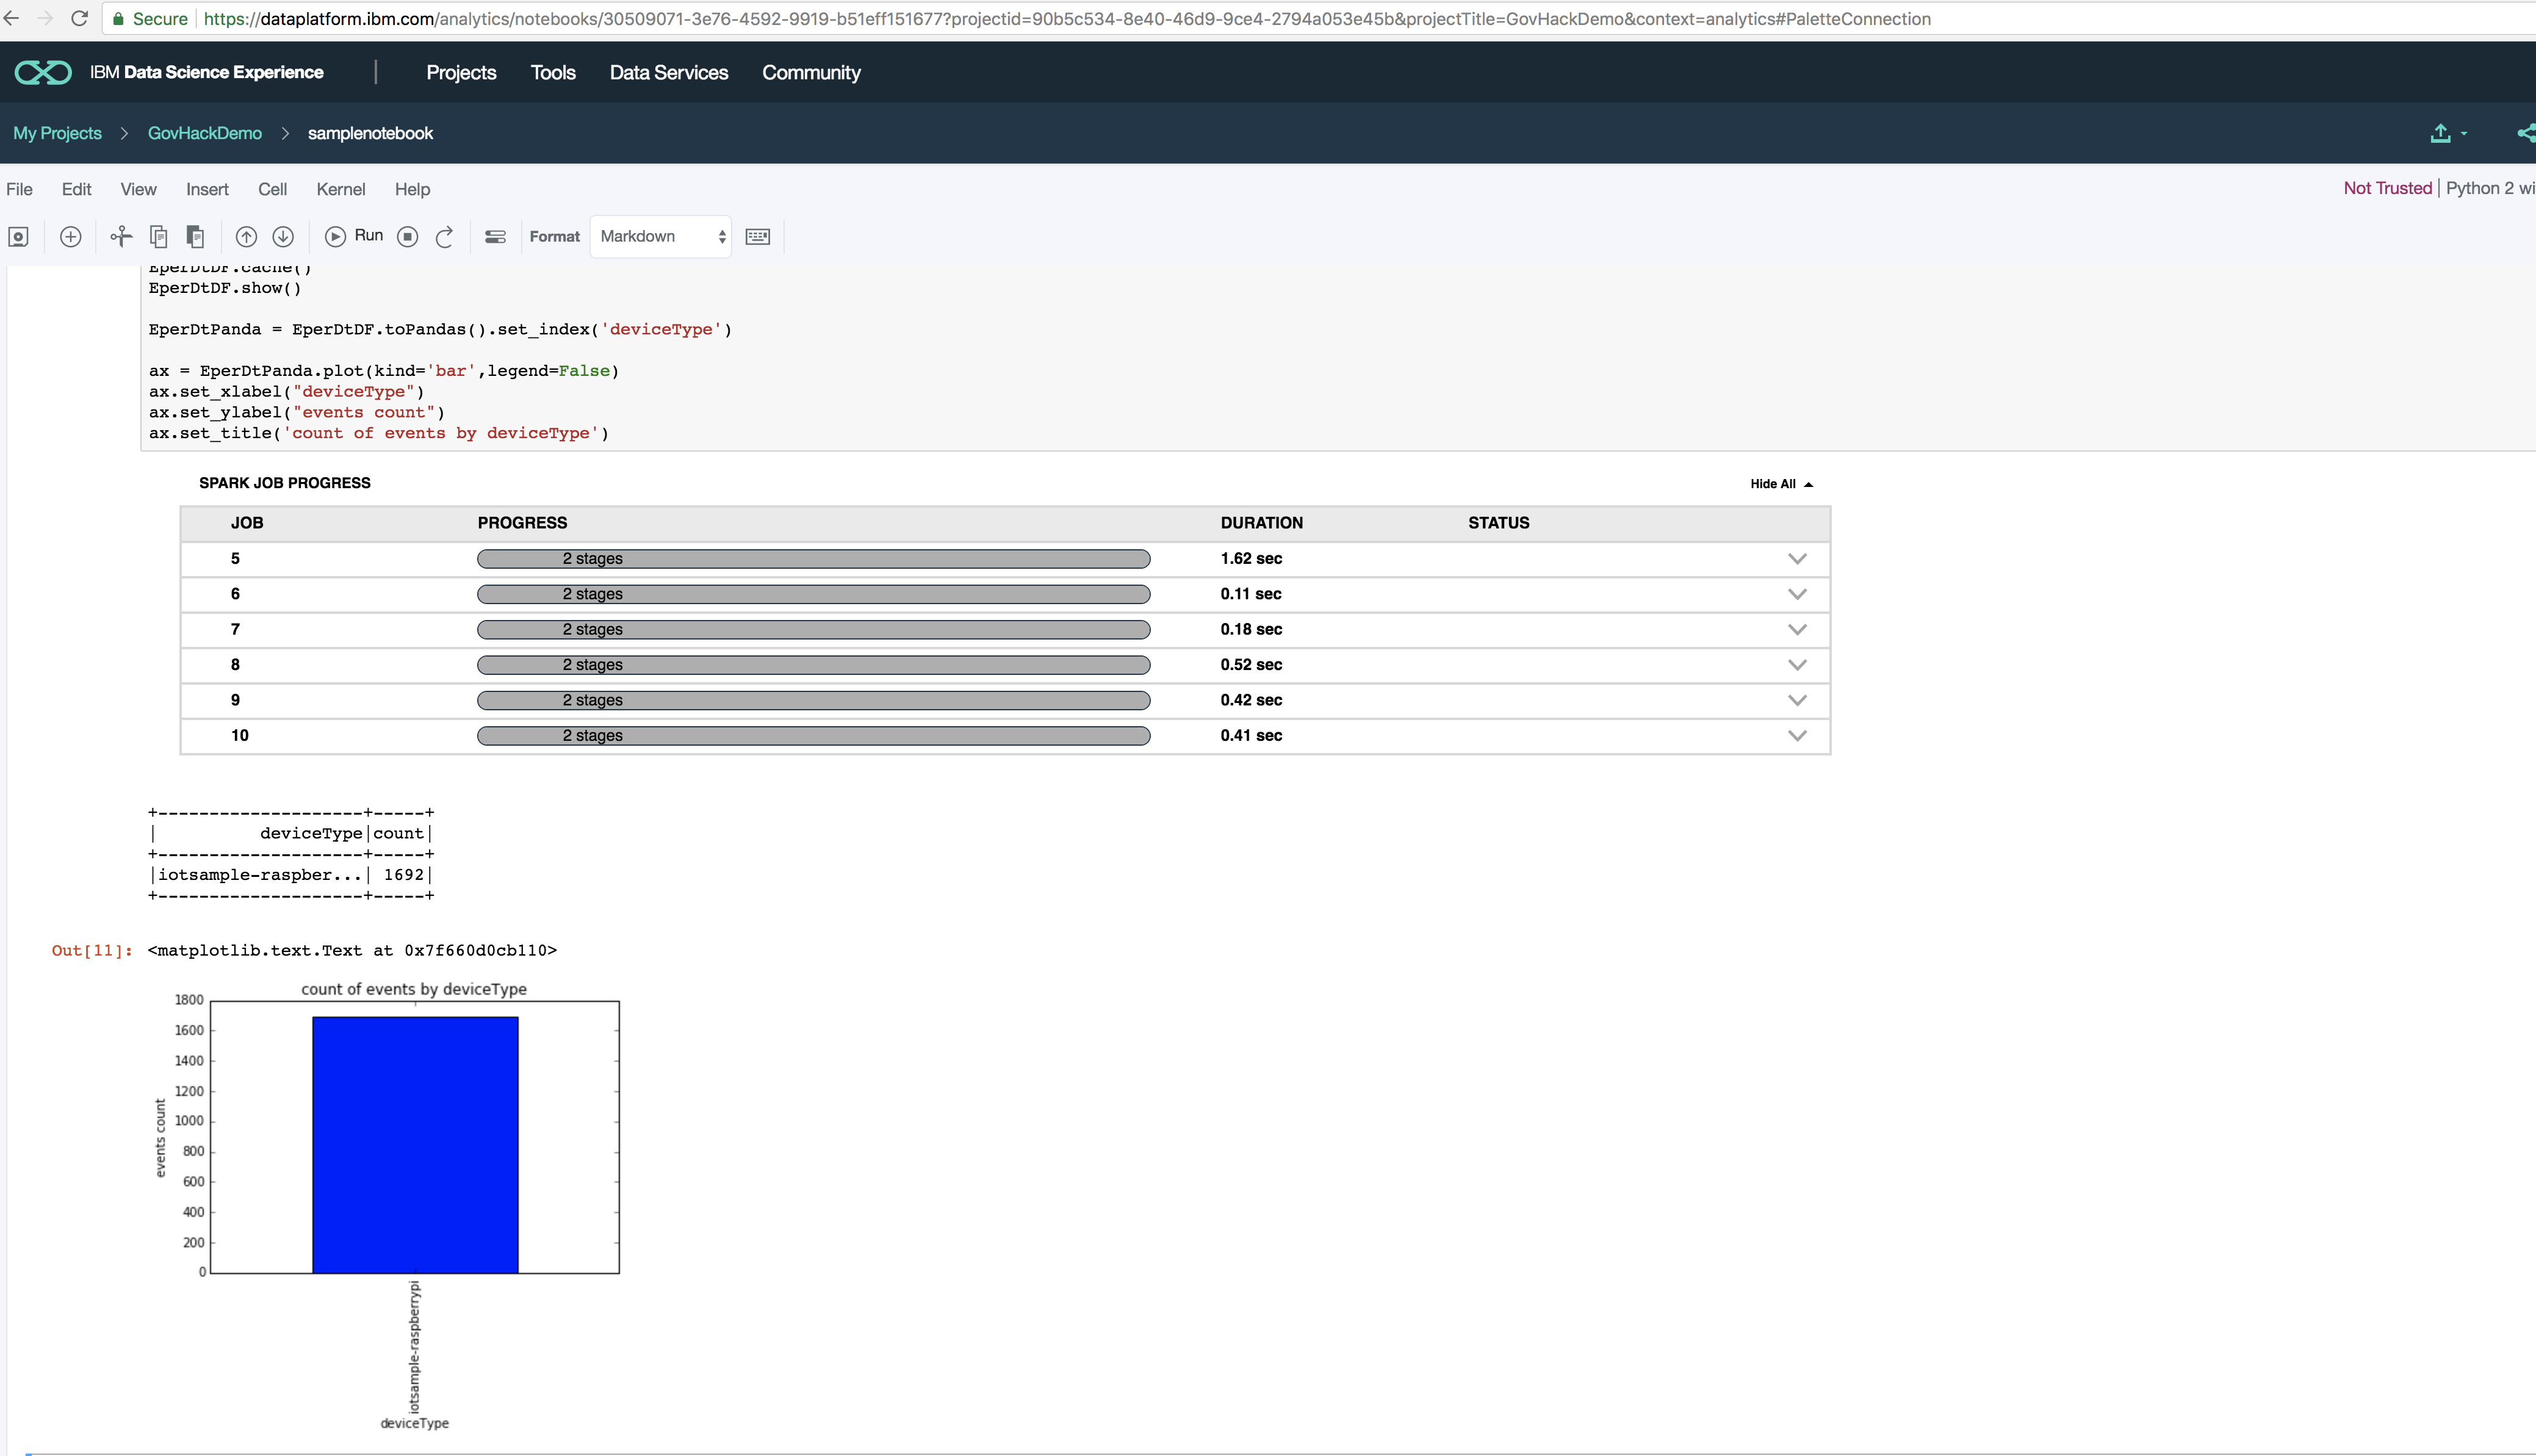 Secure https://dataplatform.ibm.com/analytics/notebooks/30509071-3e76-4592-9919-b51eff151677?projectid=90b5c534-8e40-46d9-9ce4-2794a053e45b&projectTitle=GovHackDemo&context=analytics#PaletteConnection
IBM Data Science Experience | Projects Tools Data Services Community
My Projects > GovHackDemo > samplenotebook
File Edit View Insert Cell Kernel Help
Not Trusted | Python 2 wi
Run Format Markdown
EperDtDF.cache()
EperDtDF.show()
EperDtPanda = EperDtDF.toPandas().set_index('deviceType')
ax = EperDtPanda.plot(kind='bar',legend=False)
ax.set_xlabel("deviceType")
ax.set_ylabel("events count")
ax.set_title('count of events by deviceType')
SPARK JOB PROGRESS
Hide All
JOB PROGRESS DURATION STATUS
5 2 stages 1.62 sec
6 2 stages 0.11 sec
7 2 stages 0.18 sec
8 2 stages 0.52 sec
9 2 stages 0.42 sec
10 2 stages 0.41 sec
+--------------------+-----+
|          deviceType|count|
+--------------------+-----+
|iotsample-raspber...| 1692|
+--------------------+-----+
Out[11]: <matplotlib.text.Text at 0x7f660d0cb110>
count of events by deviceType
1800
1600
1400
1200
1000
800
600
400
200
0
events count
iotsample-raspberrypi
deviceType